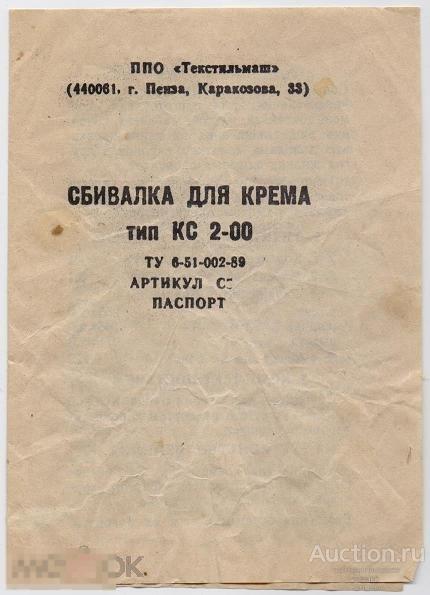 ППО «Текстильмаш»
(440061, г. Пенза, Каракозова, 33)
СБИВАЛКА ДЛЯ КРЕМА
тип КС 2-00
ТУ 6-51-002-89
АРТИКУЛ
ПАСПОРТ
Auction.ru